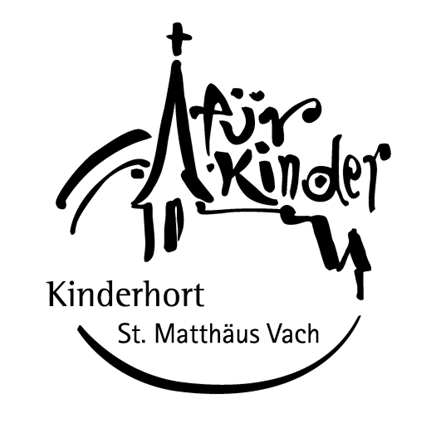 für
Kinder
Kinderhort
St. Matthäus Vach